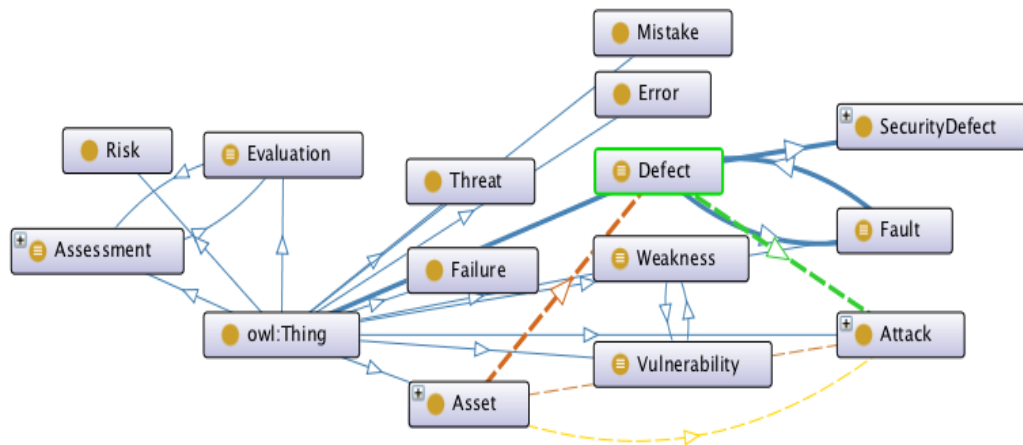 Mistake
Error
SecurityDefect
Risk
Evaluation
Threat
Defect
Fault
Assessment
Failure
Weakness
owl:Thing
Attack
Vulnerability
Asset